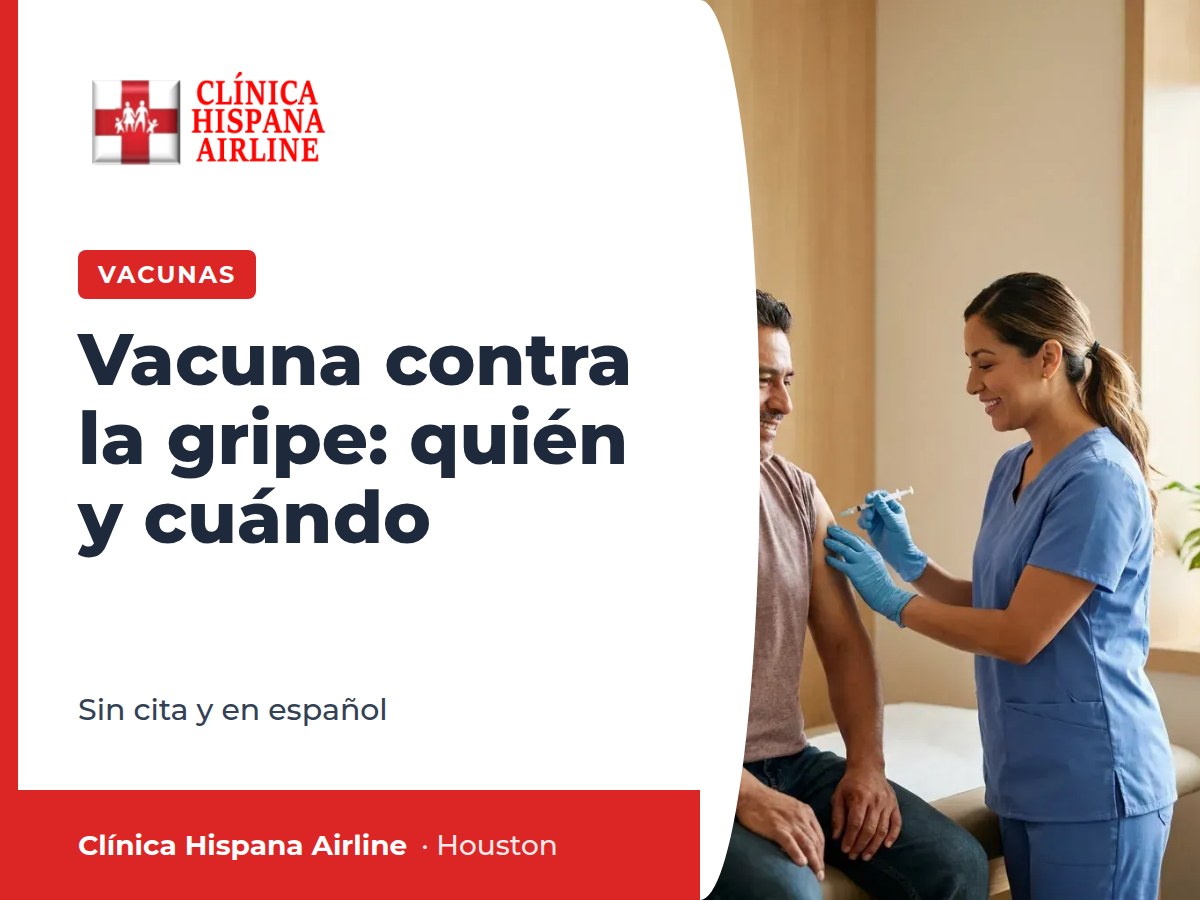 CLÍNICA
HISPANA
AIRLINE
VACUNAS
Vacuna contra
la gripe: quién
y cuándo
Sin cita y en español
Clínica Hispana Airline · Houston